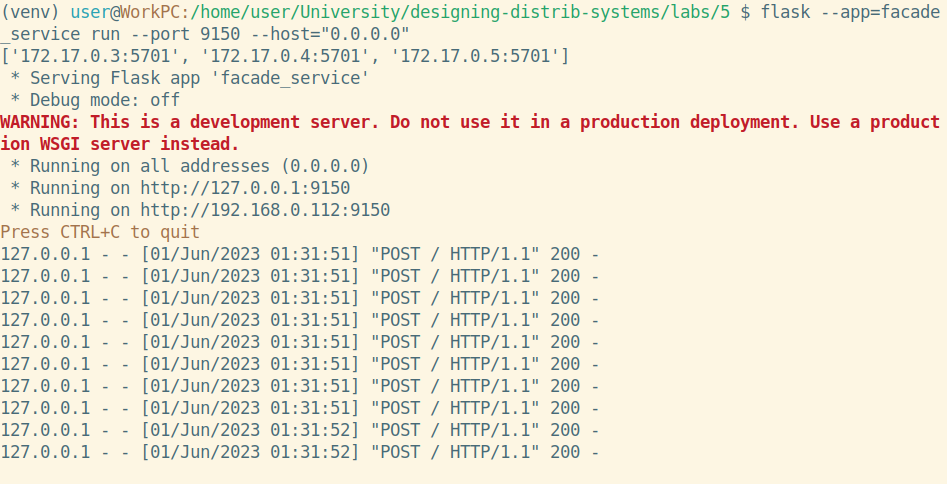 (venv) user@WorkPC:/home/user/University/designing-distrib-systems/labs/5 $ flask --app=facade
_service run --port 9150 --host="0.0.0.0"
['172.17.0.3:5701', '172.17.0.4:5701', '172.17.0.5:5701']
 * Serving Flask app 'facade_service'
 * Debug mode: off
WARNING: This is a development server. Do not use it in a production deployment. Use a product
ion WSGI server instead.
 * Running on all addresses (0.0.0.0)
 * Running on http://127.0.0.1:9150
 * Running on http://192.168.0.112:9150
Press CTRL+C to quit
127.0.0.1 - - [01/Jun/2023 01:31:51] "POST / HTTP/1.1" 200 -
127.0.0.1 - - [01/Jun/2023 01:31:51] "POST / HTTP/1.1" 200 -
127.0.0.1 - - [01/Jun/2023 01:31:51] "POST / HTTP/1.1" 200 -
127.0.0.1 - - [01/Jun/2023 01:31:51] "POST / HTTP/1.1" 200 -
127.0.0.1 - - [01/Jun/2023 01:31:51] "POST / HTTP/1.1" 200 -
127.0.0.1 - - [01/Jun/2023 01:31:51] "POST / HTTP/1.1" 200 -
127.0.0.1 - - [01/Jun/2023 01:31:51] "POST / HTTP/1.1" 200 -
127.0.0.1 - - [01/Jun/2023 01:31:51] "POST / HTTP/1.1" 200 -
127.0.0.1 - - [01/Jun/2023 01:31:52] "POST / HTTP/1.1" 200 -
127.0.0.1 - - [01/Jun/2023 01:31:52] "POST / HTTP/1.1" 200 -